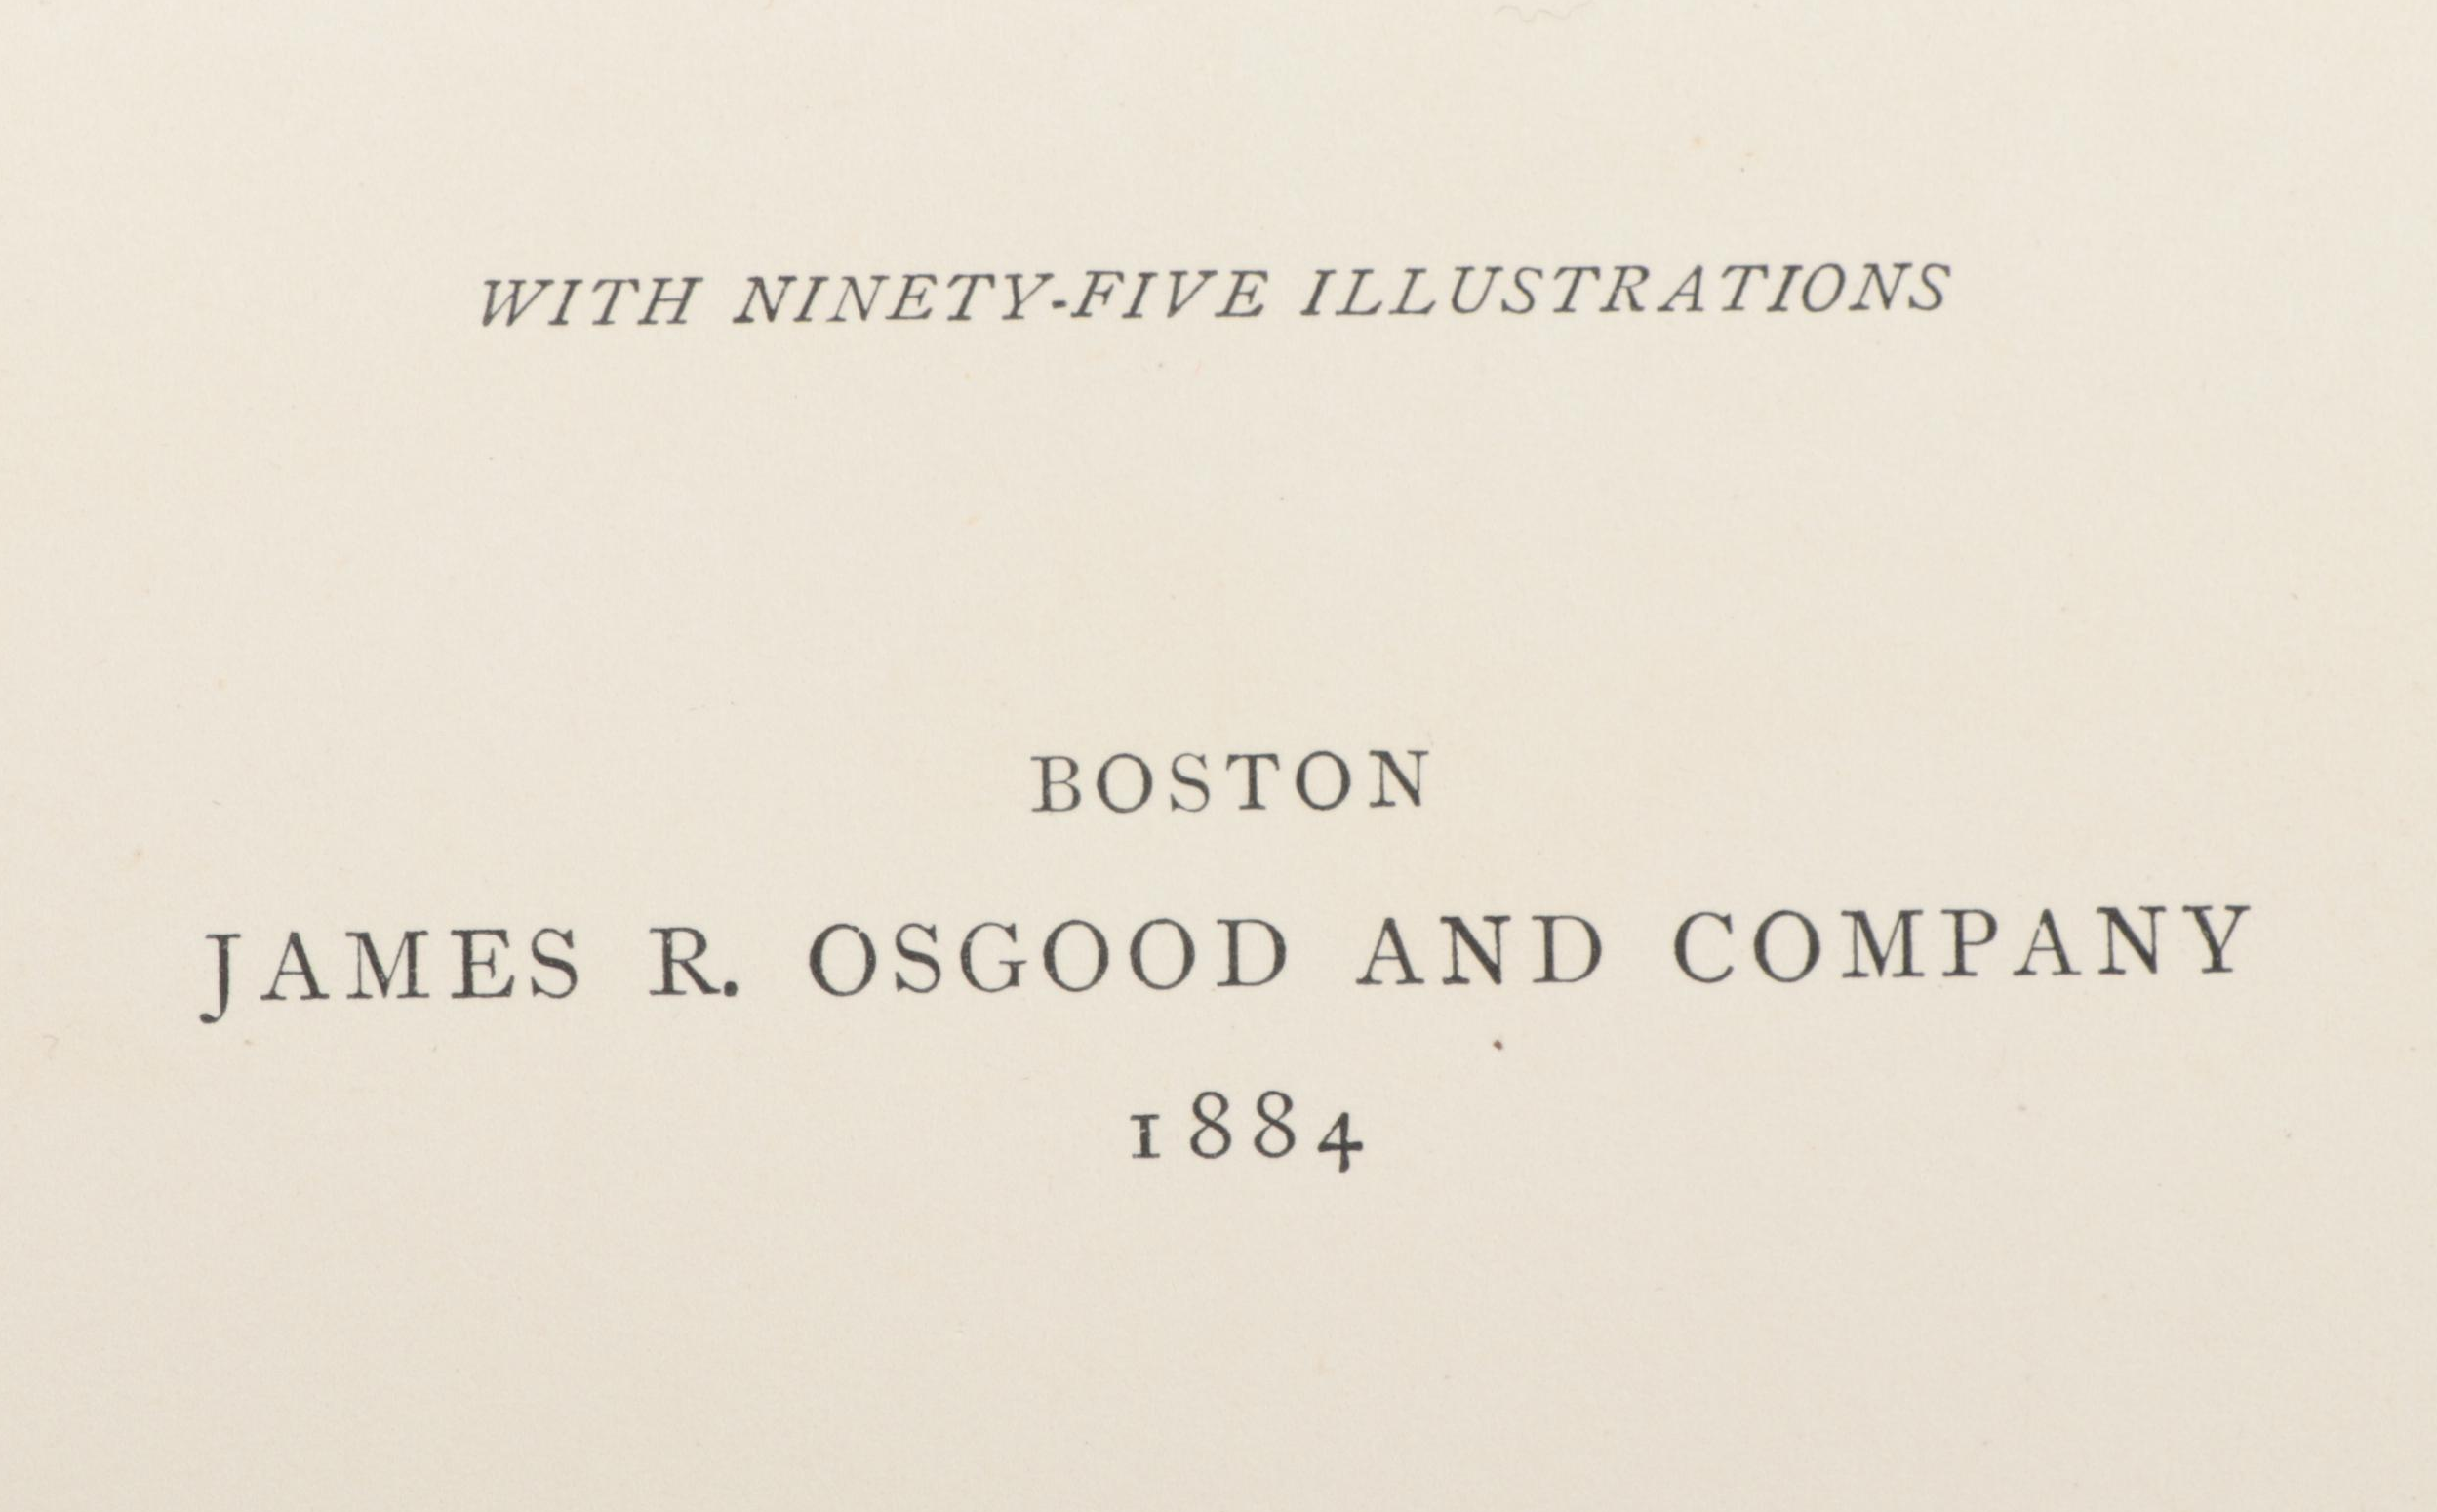 WITH NINETY-FIVE ILLUSTRATIONS
BOSTON
JAMES R. OSGOOD AND COMPANY
1884